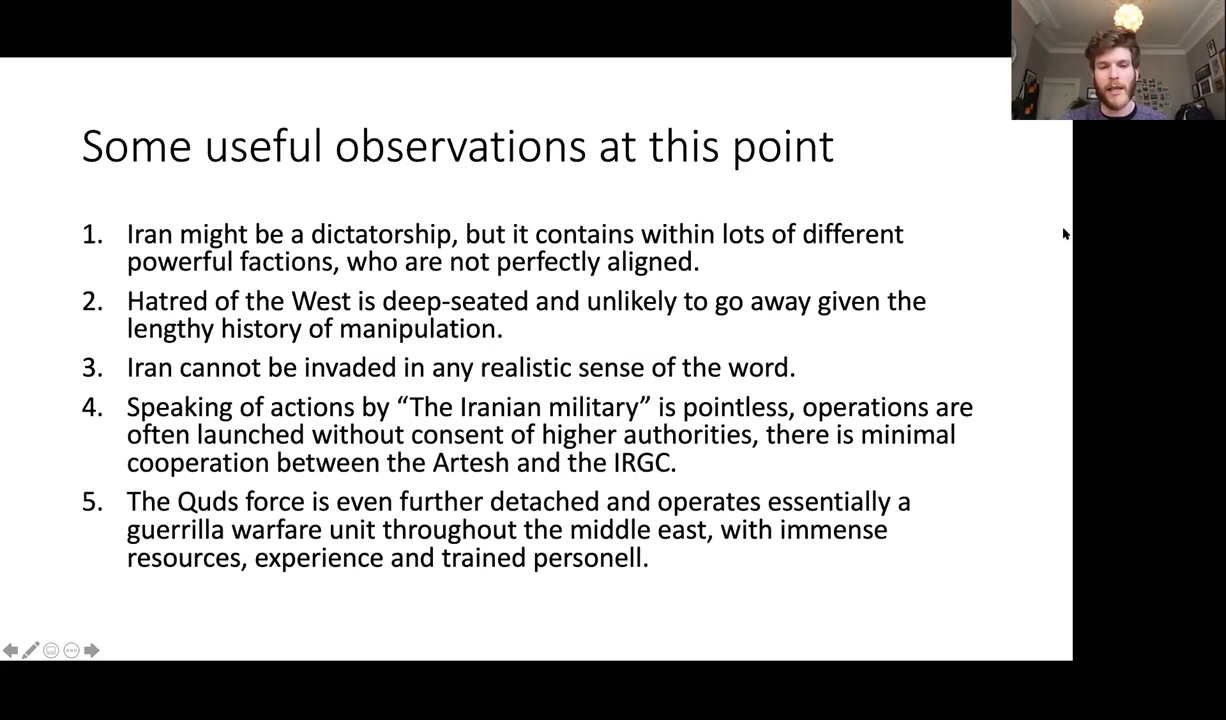 Some useful observations at this point
1. Iran might be a dictatorship, but it contains within lots of different
powerful factions, who are not perfectly aligned.
2. Hatred of the West is deep-seated and unlikely to go away given the
lengthy history of manipulation.
3. Iran cannot be invaded in any realistic sense of the word.
4. Speaking of actions by “The Iranian military” is pointless, operations are
often launched without consent of higher authorities, there is minimal
cooperation between the Artesh and the IRGC.
5. The Quds force is even further detached and operates essentially a
guerrilla warfare unit throughout the middle east, with immense
resources, experience and trained personell.